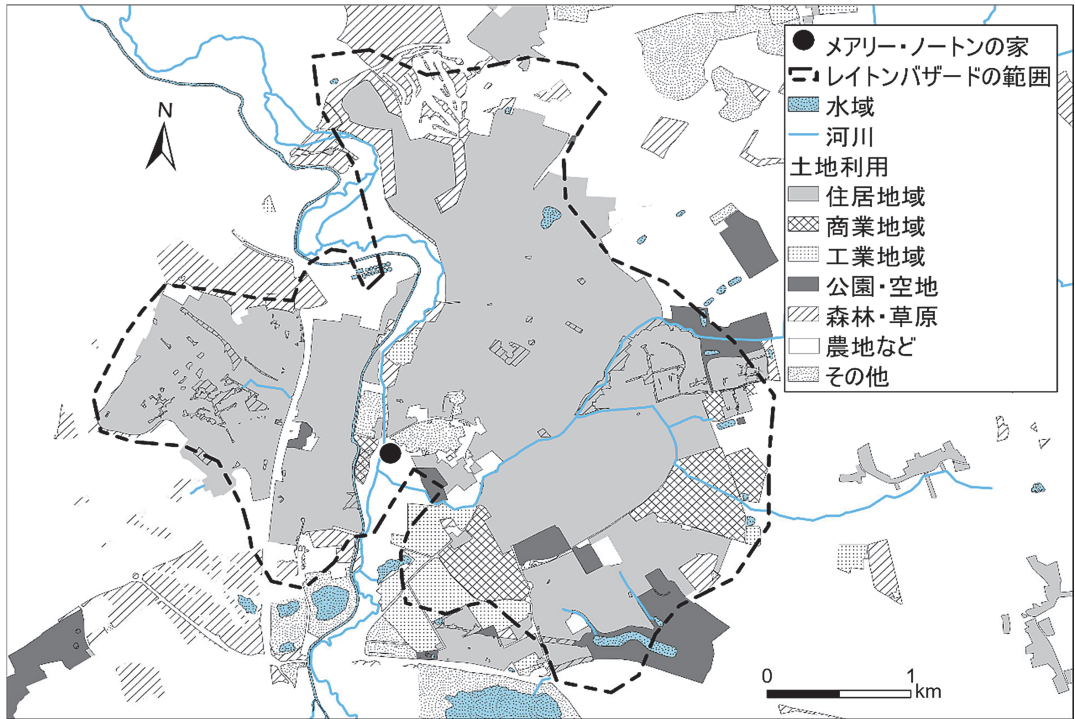 N
メアリー・ノートンの家
レイトンバザードの範囲
水域
河川
土地利用
住居地域
商業地域
工業地域
公園・空地
森林・草原
農地など
その他
0 1
km